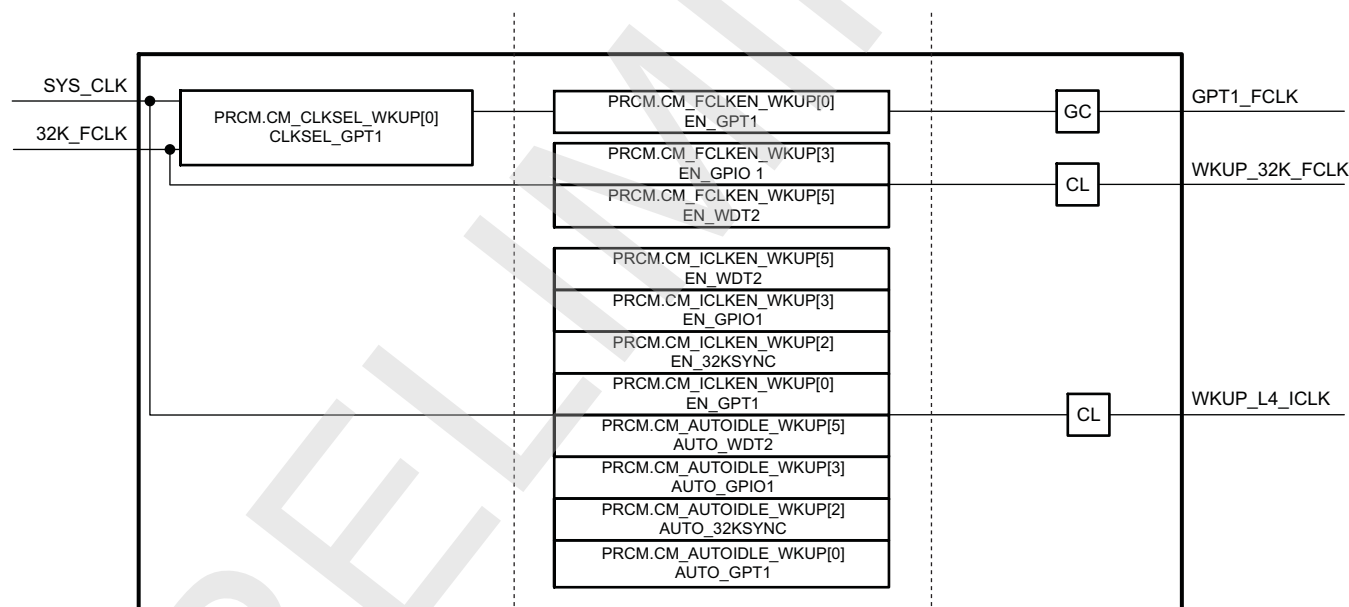 SYS_CLK
32K_FCLK
PRCM.CM_CLKSEL_WKUP[0]
CLKSEL_GPT1
PRCM.CM_FCLKEN_WKUP[0]
EN_GPT1
GC
GPT1_FCLK
PRCM.CM_FCLKEN_WKUP[3]
EN_GPIO 1
PRCM.CM_FCLKEN_WKUP[5]
EN_WDT2
CL
WKUP_32K_FCLK
PRCM.CM_ICLKEN_WKUP[5]
EN_WDT2
PRCM.CM_ICLKEN_WKUP[3]
EN_GPIO1
PRCM.CM_ICLKEN_WKUP[2]
EN_32KSYNC
PRCM.CM_ICLKEN_WKUP[0]
EN_GPT1
PRCM.CM_AUTOIDLE_WKUP[5]
AUTO_WDT2
PRCM.CM_AUTOIDLE_WKUP[3]
AUTO_GPIO1
PRCM.CM_AUTOIDLE_WKUP[2]
AUTO_32KSYNC
PRCM.CM_AUTOIDLE_WKUP[0]
AUTO_GPT1
CL
WKUP_L4_ICLK